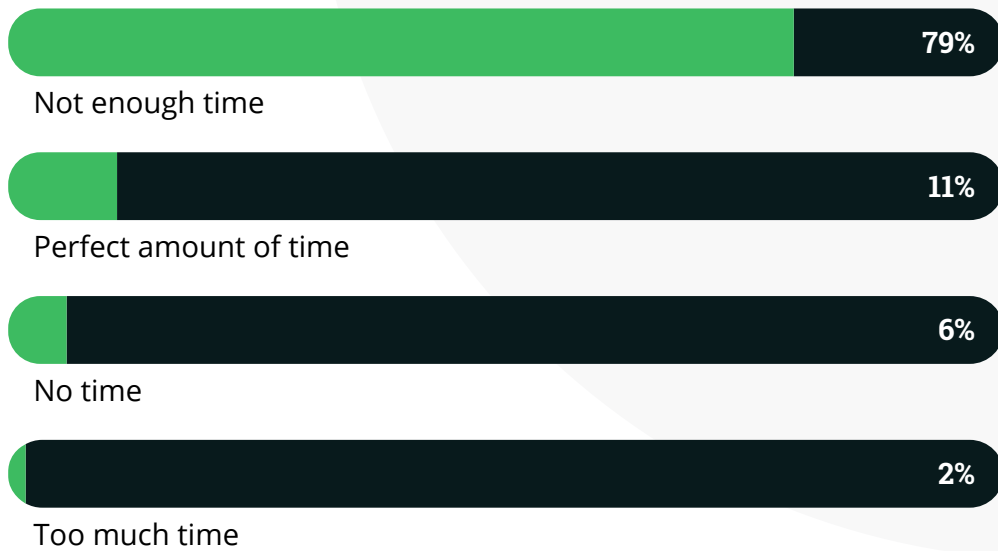 79%
Not enough time
11%
Perfect amount of time
6%
No time
2%
Too much time